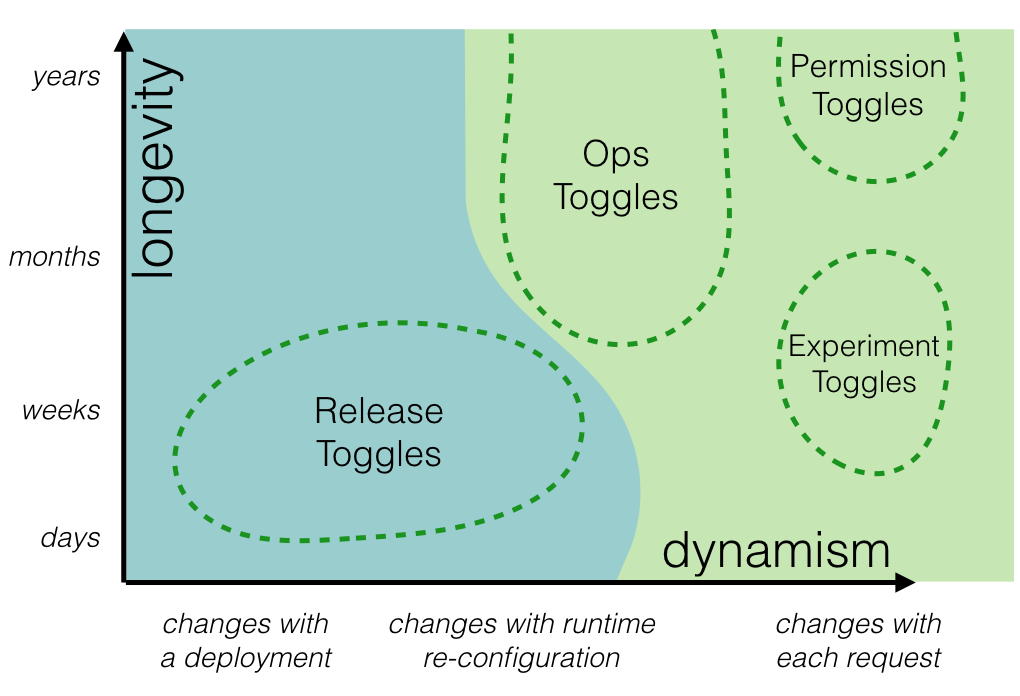 years
months
weeks
days
longevity
Ops
Toggles
Permission
Toggles
Experiment
Toggles
Release
Toggles
dynamism
changes with
a deployment
changes with runtime
re-configuration
changes with
each request